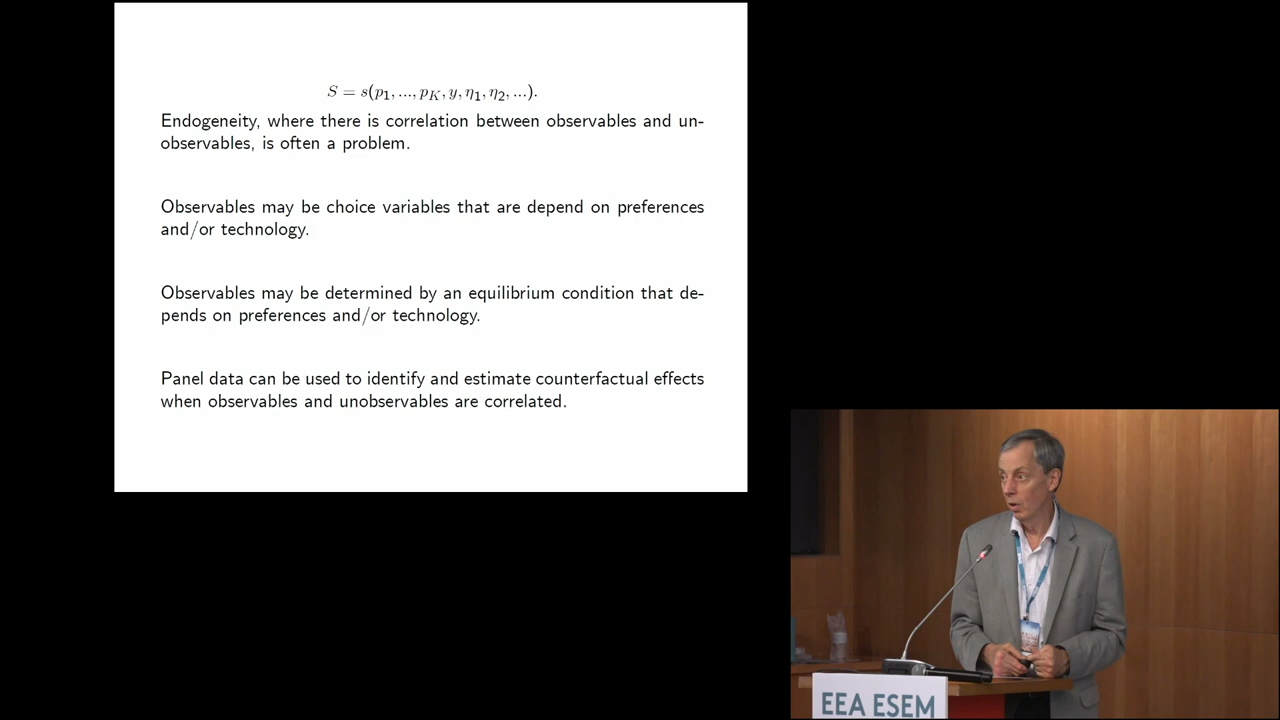 S = s(p₁, ..., p_K, y, η₁, η₂, ...).
Endogeneity, where there is correlation between observables and un-
observables, is often a problem.
Observables may be choice variables that are depend on preferences
and/or technology.
Observables may be determined by an equilibrium condition that de-
pends on preferences and/or technology.
Panel data can be used to identify and estimate counterfactual effects
when observables and unobservables are correlated.
EEA ESEM